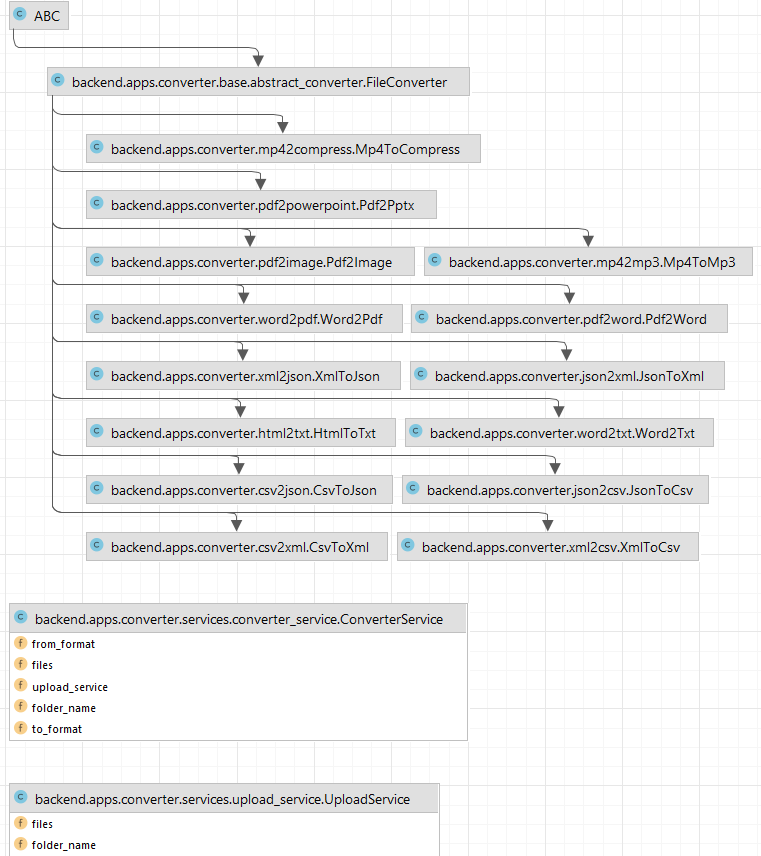 ABC
backend.apps.converter.base.abstract_converter.FileConverter
backend.apps.converter.mp42compress.Mp4ToCompress
backend.apps.converter.pdf2powerpoint.Pdf2Pptx
backend.apps.converter.pdf2image.Pdf2Image
backend.apps.converter.mp42mp3.Mp4ToMp3
backend.apps.converter.word2pdf.Word2Pdf
backend.apps.converter.pdf2word.Pdf2Word
backend.apps.converter.xml2json.XmlToJson
backend.apps.converter.json2xml.JsonToXml
backend.apps.converter.html2txt.HtmlToTxt
backend.apps.converter.word2txt.Word2Txt
backend.apps.converter.csv2json.CsvToJson
backend.apps.converter.json2csv.JsonToCsv
backend.apps.converter.csv2xml.CsvToXml
backend.apps.converter.xml2csv.XmlToCsv
backend.apps.converter.services.converter_service.ConverterService
from_format
files
upload_service
folder_name
to_format
backend.apps.converter.services.upload_service.UploadService
files
folder_name